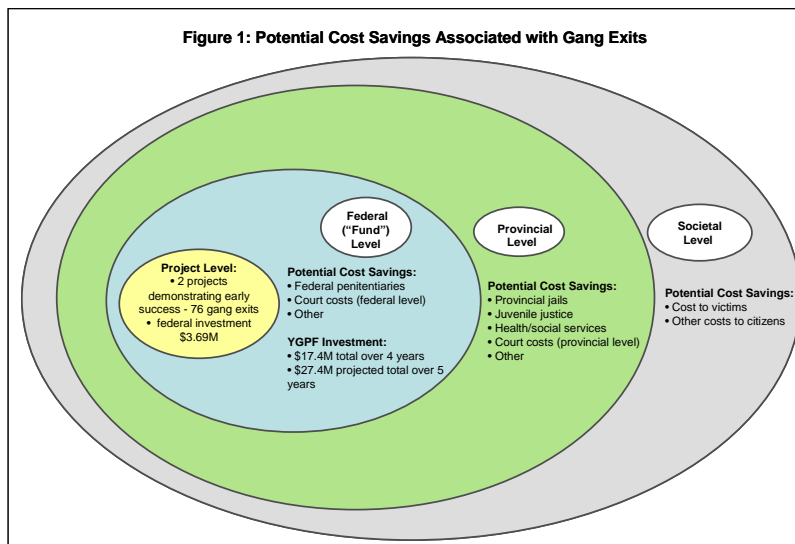 Figure 1: Potential Cost Savings Associated with Gang Exits
Federal
("Fund")
Level
Provincial
Level
Societal
Level
Project Level:
• 2 projects
demonstrating early
success - 76 gang exits
• federal investment
$3.69M
Potential Cost Savings:
• Federal penitentiaries
• Court costs (federal level)
• Other
YGPF Investment:
• $17.4M total over 4 years
• $27.4M projected total over 5
years
Potential Cost Savings:
• Provincial jails
• Juvenile justice
• Health/social services
• Court costs (provincial level)
• Other
Potential Cost Savings:
• Cost to victims
• Other costs to citizens